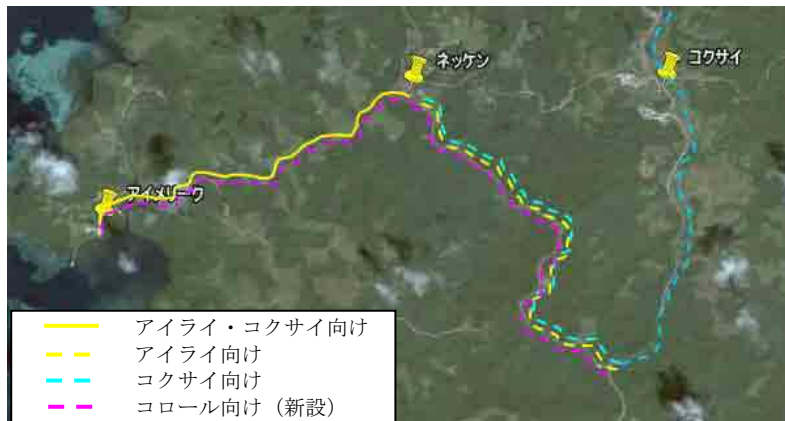 ネッケン
コクサイ
アイメリーク
アイライ・コクサイ向け
アイライ向け
コクサイ向け
コロール向け（新設）